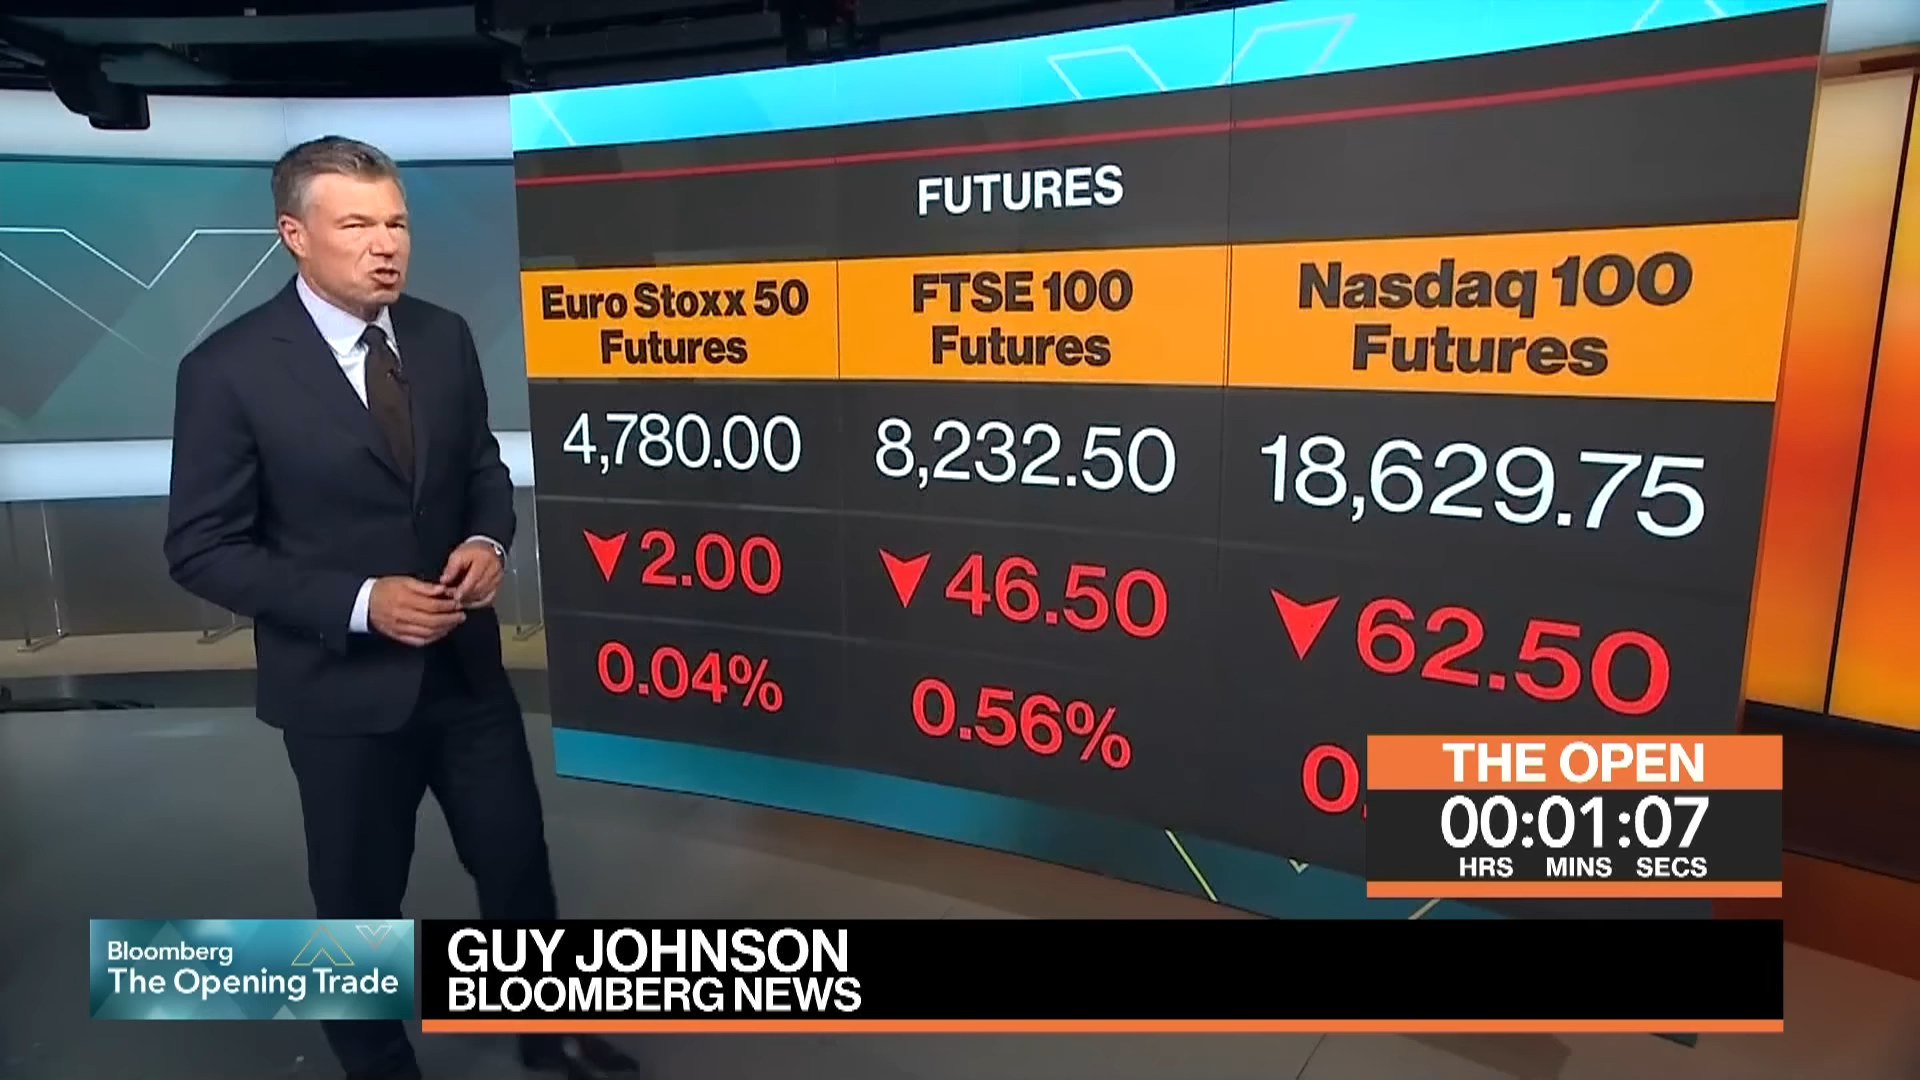 FUTURES
Euro Stoxx 50
Futures
FTSE 100
Futures
Nasdaq 100
Futures
4,780.00
8,232.50
18,629.75
▼2.00
▼46.50
▼62.50
0.04%
0.56%
0.
THE OPEN
00:01:07
HRS MINS SECS
Bloomberg
The Opening Trade
GUY JOHNSON
BLOOMBERG NEWS